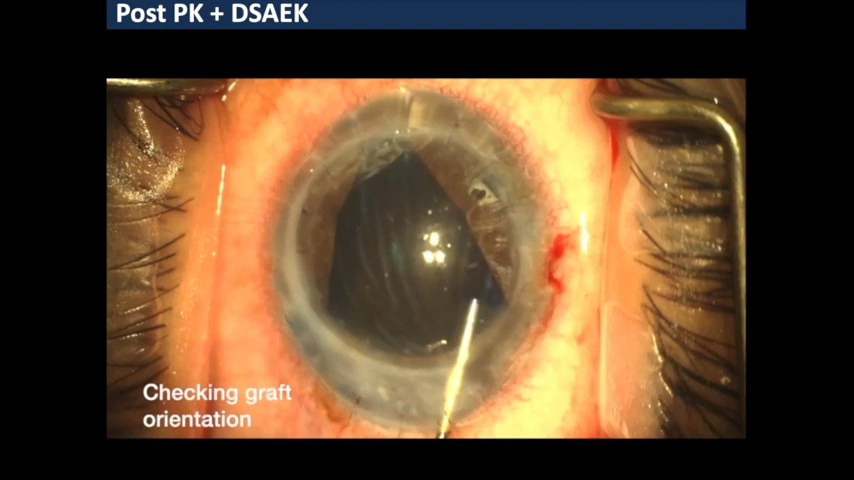 Post PK + DSAEK
Checking graft
orientation